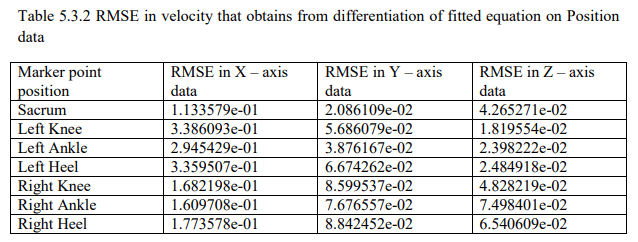 Table 5.3.2 RMSE in velocity that obtains from differentiation of fitted equation on Position
data
Marker point position RMSE in X – axis data RMSE in Y – axis data RMSE in Z – axis data
Sacrum 1.133579e-01 2.086109e-02 4.265271e-02
Left Knee 3.386093e-01 5.686079e-02 1.819554e-02
Left Ankle 2.945429e-01 3.876167e-02 2.398222e-02
Left Heel 3.359507e-01 6.674262e-02 2.484918e-02
Right Knee 1.682198e-01 8.599537e-02 4.828219e-02
Right Ankle 1.609708e-01 7.676557e-02 7.498401e-02
Right Heel 1.773578e-01 8.842452e-02 6.540609e-02